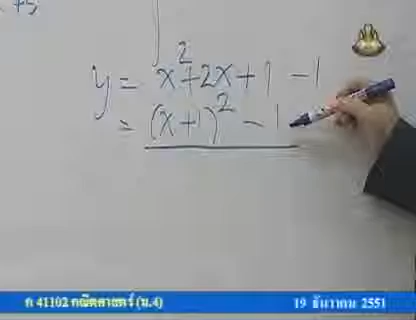 x+5
y = x²+2x+1 -1
= (x+1)² -1
ค 41102 คณิตศาสตร์ (ม.4) 19 ธันวาคม 2551